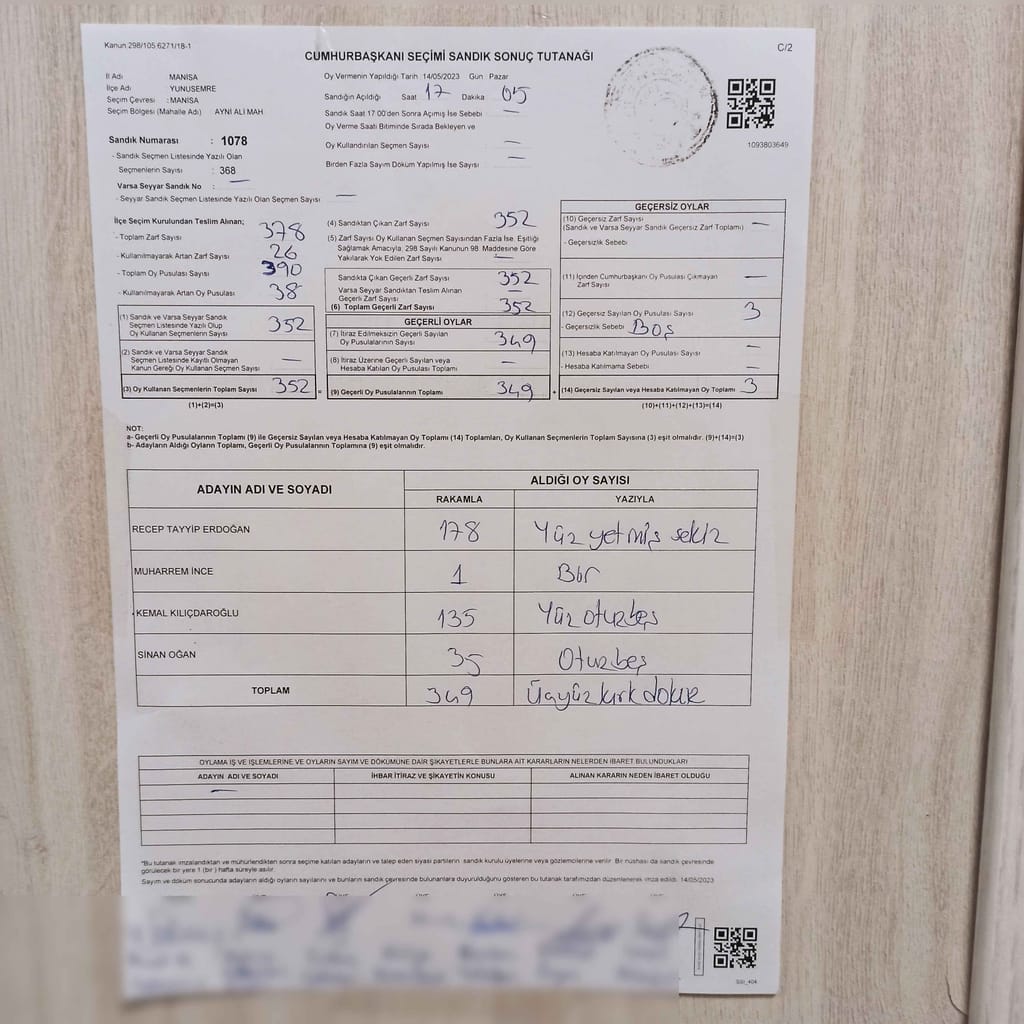 Kanun 298/105.6271/18-1
C/2
CUMHURBAŞKANI SEÇİMİ SANDIK SONUÇ TUTANAĞI
İl Adı MANİSA
İlçe Adı YUNUSEMRE
Seçim Çevresi : MANİSA
Seçim Bölgesi (Mahalle Adı) AYNİ ALİ MAH
Oy Vermenin Yapıldığı Tarih 14/05/2023 Gün : Pazar
Sandığın Açıldığı Saat 17 Dakika 05
Sandık Saat 17 00'den Sonra Açımış İse Sebebi —
Oy Verme Saati Bitiminde Sırada Bekleyen ve
Oy Kullandırılan Seçmen Sayısı —
Birden Fazla Sayım Döküm Yapılmış İse Sayısı —
1093803649
Sandık Numarası : 1078
- Sandık Seçmen Listesinde Yazılı Olan
Seçmenlerin Sayısı : 368
Varsa Seyyar Sandık No : —
- Seyyar Sandık Seçmen Listesinde Yazılı Olan Seçmen Sayısı —
İlçe Seçim Kurulundan Teslim Alınan;
- Toplam Zarf Sayısı 378
- Kullanılmayarak Artan Zarf Sayısı 26
- Toplam Oy Pusulası Sayısı 390
- Kullanılmayarak Artan Oy Pusulası 38
(1) Sandık ve Varsa Seyyar Sandık
Seçmen Listesinde Yazılı Olup
Oy Kullanan Seçmenlerin Sayısı 352
(2) Sandık ve Varsa Seyyar Sandık
Seçmen Listesinde Kayıtlı Olmayan
Kanun Gereği Oy Kullanan Seçmen Sayısı —
(3) Oy Kullanan Seçmenlerin Toplam Sayısı 352 =
(1)+(2)=(3)
(4) Sandıktan Çıkan Zarf Sayısı 352
(5) Zarf Sayısı Oy Kullanan Seçmen Sayısından Fazla İse, Eşitliği
Sağlamak Amacıyla, 298 Sayılı Kanunun 98. Maddesine Göre
Yakılarak Yok Edilen Zarf Sayısı —
Sandıkta Çıkan Geçerli Zarf Sayısı 352
Varsa Seyyar Sandıktan Teslim Alınan
Geçerli Zarf Sayısı —
(6) Toplam Geçerli Zarf Sayısı 352
GEÇERLİ OYLAR
(7) İtiraz Edilmeksizin Geçerli Sayılan
Oy Pusulalarının Sayısı 349
(8) İtiraz Üzerine Geçerli Sayılan veya
Hesaba Katılan Oy Pusulası Toplamı —
(9) Geçerli Oy Pusulalarının Toplamı 349 +
GEÇERSİZ OYLAR
(10) Geçersiz Zarf Sayısı
(Sandık ve Varsa Seyyar Sandık Geçersiz Zarf Toplamı) —
- Geçersizlik Sebebi
(11) İçinden Cumhurbaşkanı Oy Pusulası Çıkmayan
Zarf Sayısı —
(12) Geçersiz Sayılan Oy Pusulası Sayısı 3
- Geçersizlik Sebebi Boş
(13) Hesaba Katılmayan Oy Pusulası Sayısı —
- Hesaba Katılmama Sebebi —
(14) Geçersiz Sayılan veya Hesaba Katılmayan Oy Toplamı 3
(10)+(11)+(12)+(13)=(14)
NOT:
a- Geçerli Oy Pusulalarının Toplamı (9) ile Geçersiz Sayılan veya Hesaba Katılmayan Oy Toplamı (14) Toplamları, Oy Kullanan Seçmenlerin Toplam Sayısına (3) eşit olmalıdır. (9)+(14)=(3)
b- Adayların Aldığı Oyların Toplamı, Geçerli Oy Pusulalarının Toplamına (9) eşit olmalıdır.
ADAYIN ADI VE SOYADI ALDIĞI OY SAYISI
RAKAMLA YAZIYLA
RECEP TAYYİP ERDOĞAN 178 Yüz yetmiş sekiz
MUHARREM İNCE 1 Bir
KEMAL KILIÇDAROĞLU 135 Yüz otuzbeş
SİNAN OĞAN 35 Otuzbeş
TOPLAM 349 Üçyüzkırkdokuz
OYLAMA İŞ VE İŞLEMLERİNE VE OYLARIN SAYIM VE DÖKÜMÜNE DAİR ŞİKAYETLERLE BUNLARA AİT KARARLARIN NELERDEN İBARET BULUNDUKLARI
ADAYIN ADI VE SOYADI İHBAR İTİRAZ VE ŞİKAYETİN KONUSU ALINAN KARARIN NEDEN İBARET OLDUĞU
—
*Bu tutanak imzalandıktan ve mühürlendikten sonra seçime katılan adayların ve talep eden siyasi partilerin sandık kurulu üyelerine veya gözlemcilerine verilir. Bir nüshası da sandık çevresinde
görülecek bir yere 1 (bir) hafta süreyle asılır.
Sayım ve döküm sonucunda adayların aldığı oyların sayılarını ve bunların sandık çevresinde bulunanlara duyurulduğunu gösteren bu tutanak tarafımızdan düzenlenerek imza edildi. 14/05/2023
SSI_404